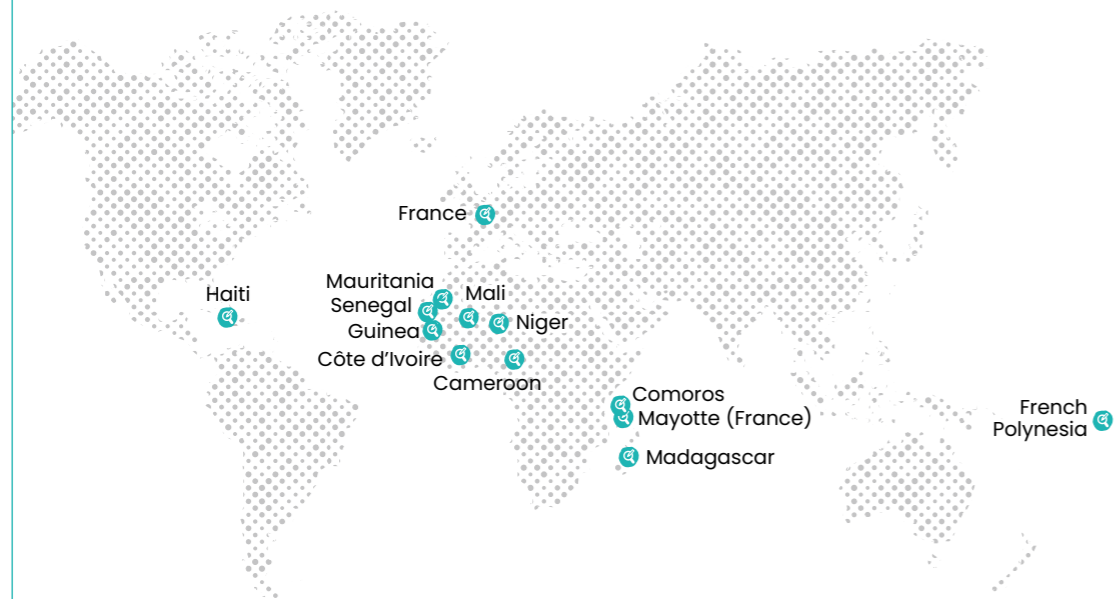 France
Haiti
Mauritania
Mali
Senegal
Niger
Guinea
Côte d’Ivoire
Cameroon
Comoros
Mayotte (France)
French
Polynesia
Madagascar